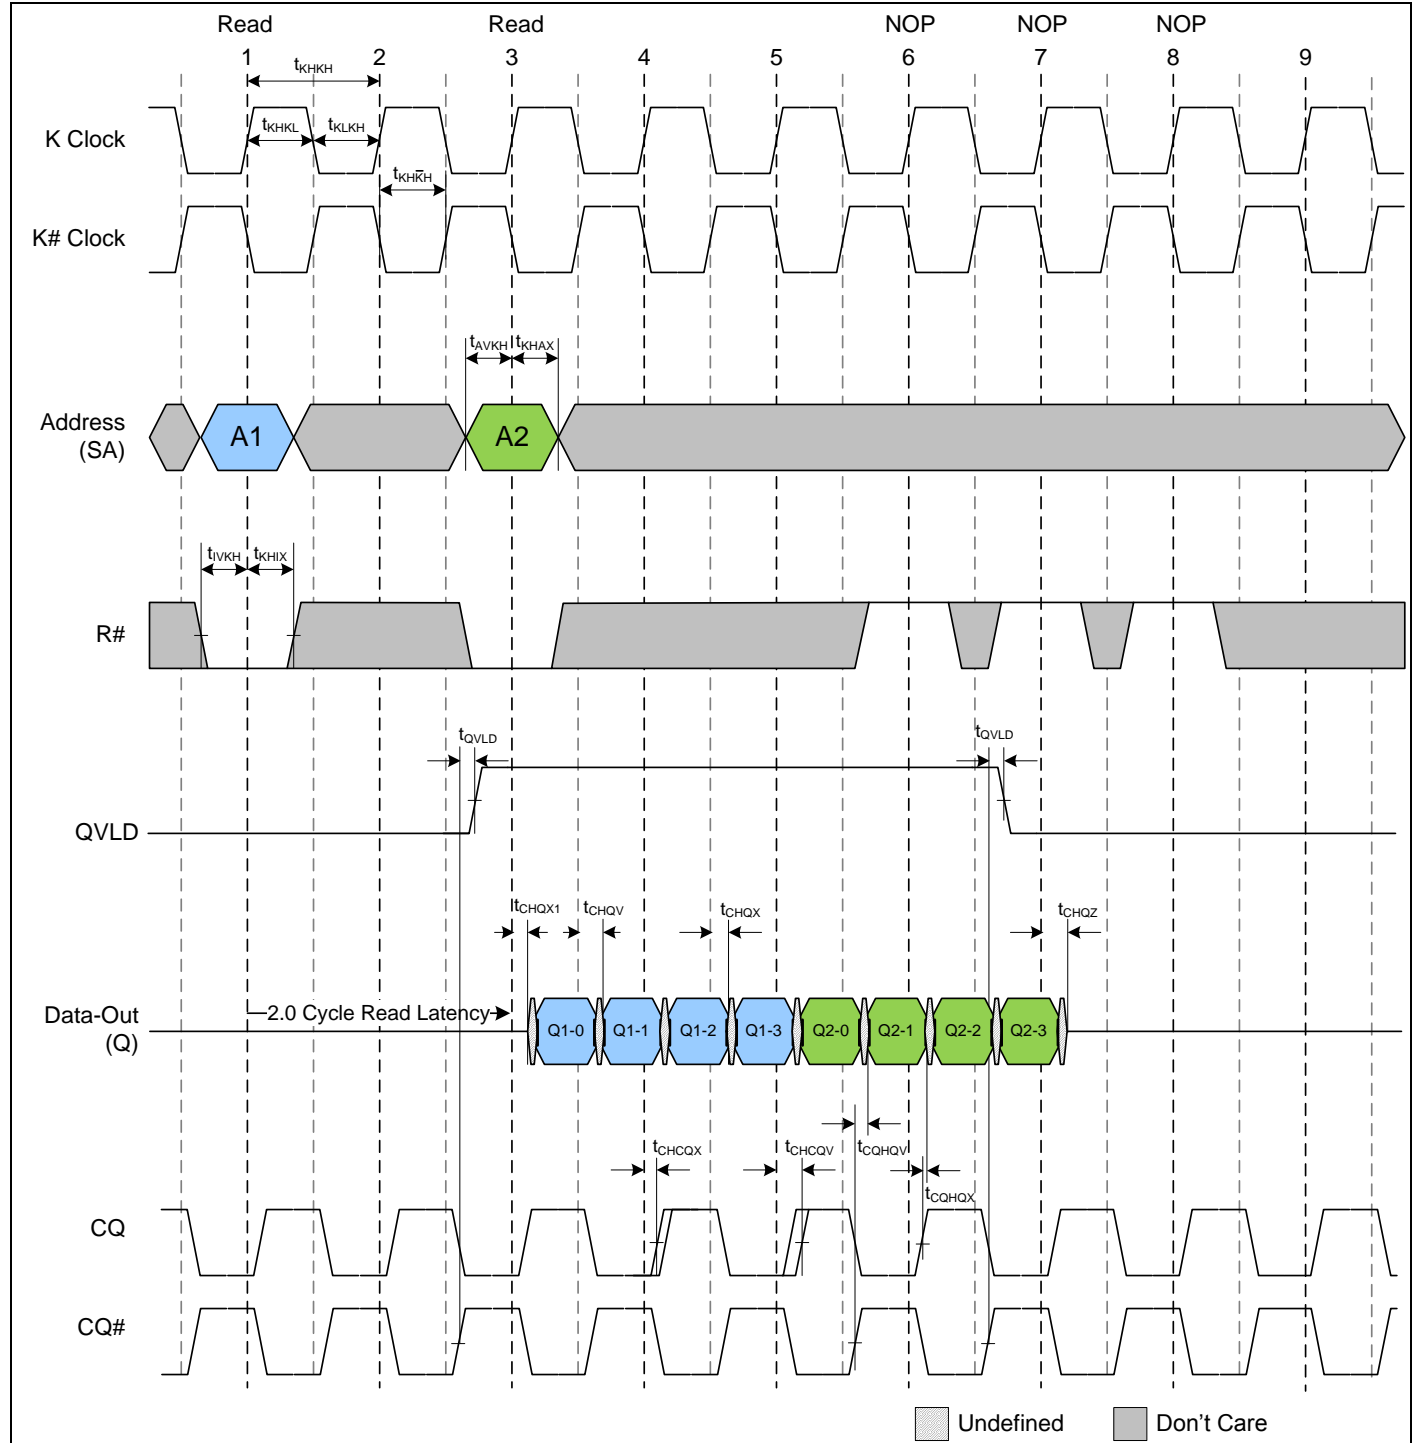 Read Read NOP NOP NOP
1 2 3 4 5 6 7 8 9
tKHKH
K Clock
tKHKL tKLKH
tKHK̅H
K# Clock
tAVKH tKHAX
Address
(SA)
A1 A2
tIVKH tKHIX
R#
tQVLD tQVLD
QVLD
tCHQX1 tCHQV tCHQX tCHQZ
Data-Out
(Q)
2.0 Cycle Read Latency
Q1-0 Q1-1 Q1-2 Q1-3 Q2-0 Q2-1 Q2-2 Q2-3
tCHCQX tCHCQV tCQHQV
tCQHQX
CQ
CQ#
Undefined Don't Care